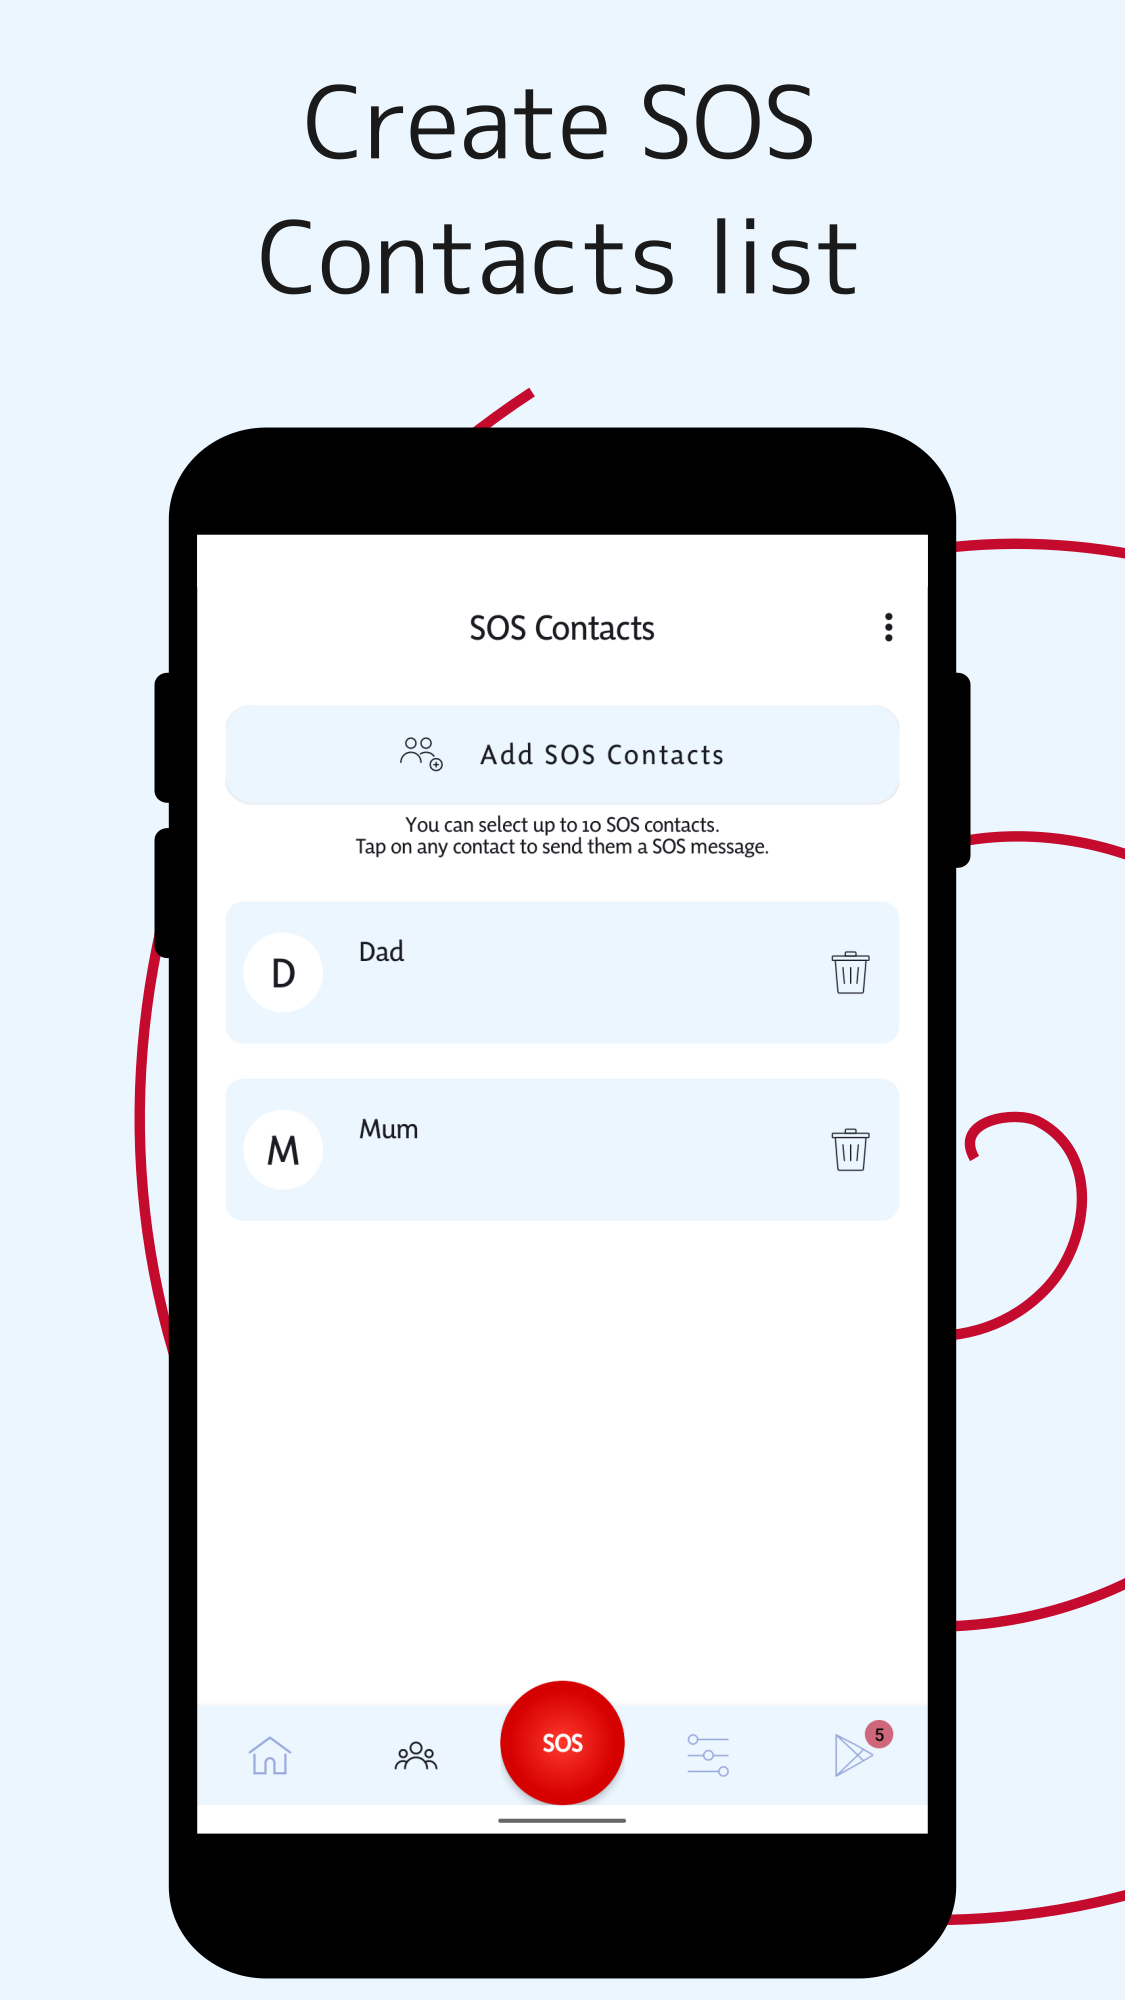 Create SOS
Contacts list
SOS Contacts
Add SOS Contacts
You can select up to 10 SOS contacts.
Tap on any contact to send them a SOS message.
D
Dad
M
Mum
SOS
5